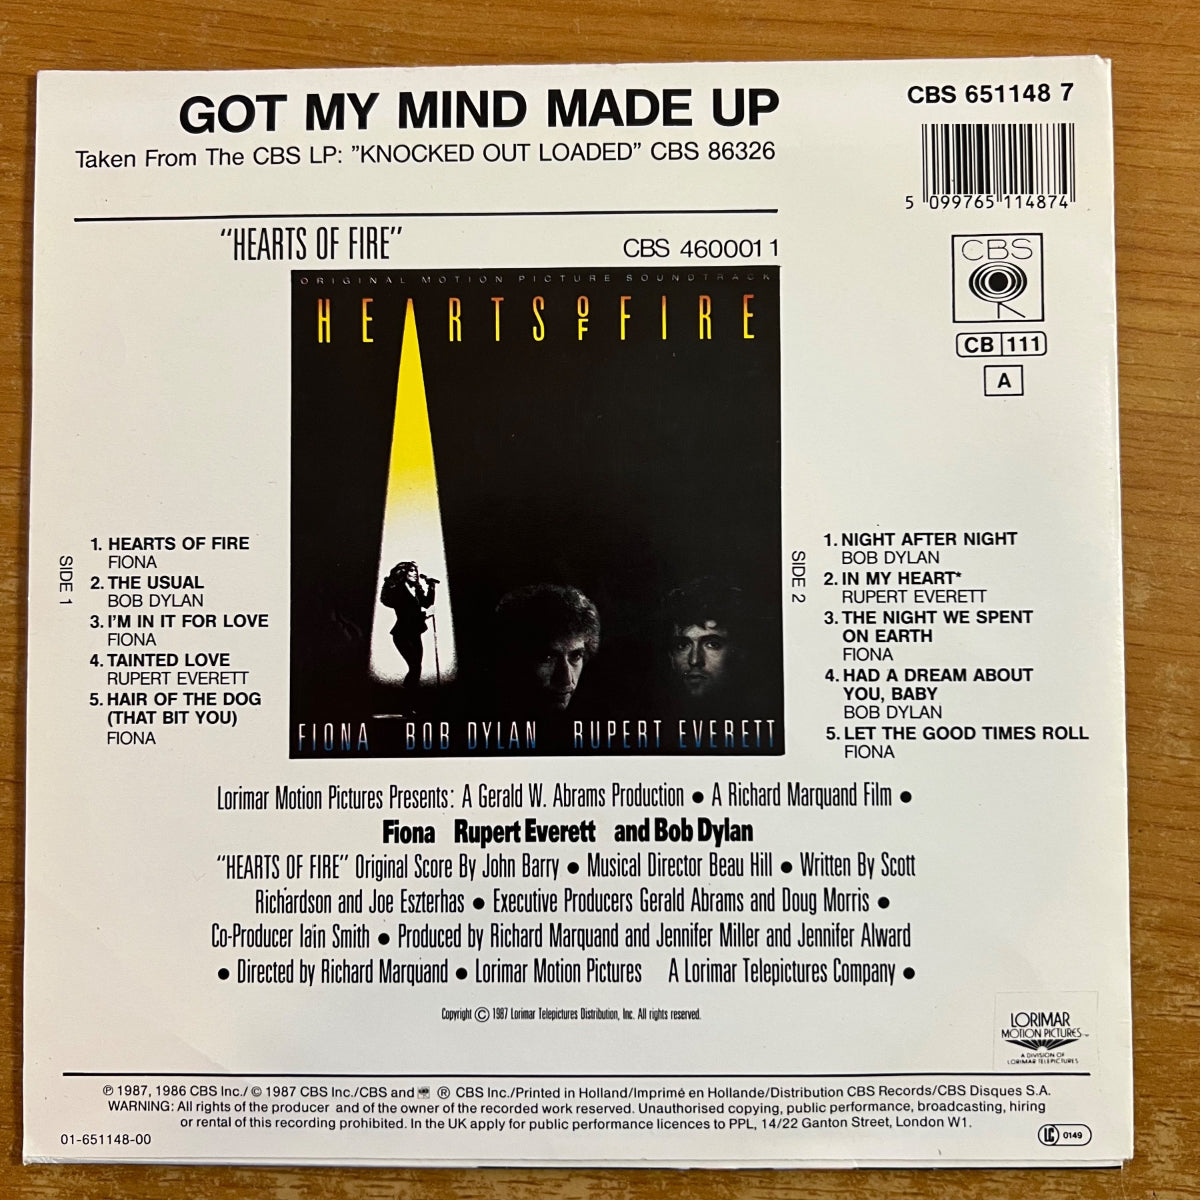 GOT MY MIND MADE UP
Taken From The CBS LP: ”KNOCKED OUT LOADED” CBS 86326
CBS 651148 7
5 099765 114874
CBS
CB 111
A
“HEARTS OF FIRE”
CBS 460001 1
ORIGINAL MOTION PICTURE SOUNDTRACK
HEARTS OF FIRE
FIONA BOB DYLAN RUPERT EVERETT
SIDE 1
1. HEARTS OF FIRE
FIONA
2. THE USUAL
BOB DYLAN
3. I’M IN IT FOR LOVE
FIONA
4. TAINTED LOVE
RUPERT EVERETT
5. HAIR OF THE DOG
(THAT BIT YOU)
FIONA
SIDE 2
1. NIGHT AFTER NIGHT
BOB DYLAN
2. IN MY HEART*
RUPERT EVERETT
3. THE NIGHT WE SPENT
ON EARTH
FIONA
4. HAD A DREAM ABOUT
YOU, BABY
BOB DYLAN
5. LET THE GOOD TIMES ROLL
FIONA
Lorimar Motion Pictures Presents: A Gerald W. Abrams Production ● A Richard Marquand Film ●
Fiona Rupert Everett and Bob Dylan
“HEARTS OF FIRE” Original Score By John Barry ● Musical Director Beau Hill ● Written By Scott
Richardson and Joe Eszterhas ● Executive Producers Gerald Abrams and Doug Morris ●
Co-Producer Iain Smith ● Produced by Richard Marquand and Jennifer Miller and Jennifer Alward
● Directed by Richard Marquand ● Lorimar Motion Pictures A Lorimar Telepictures Company ●
Copyright © 1987 Lorimar Telepictures Distribution, Inc. All rights reserved.
LORIMAR
MOTION PICTURES™
A DIVISION OF
LORIMAR TELEPICTURES
℗ 1987, 1986 CBS Inc./ © 1987 CBS Inc./CBS and ® CBS Inc./Printed in Holland/Imprimé en Hollande/Distribution CBS Records/CBS Disques S.A.
WARNING: All rights of the producer and of the owner of the recorded work reserved. Unauthorised copying, public performance, broadcasting, hiring
or rental of this recording prohibited. In the UK apply for public performance licences to PPL, 14/22 Ganton Street, London W1.
01-651148-00
LC 0149